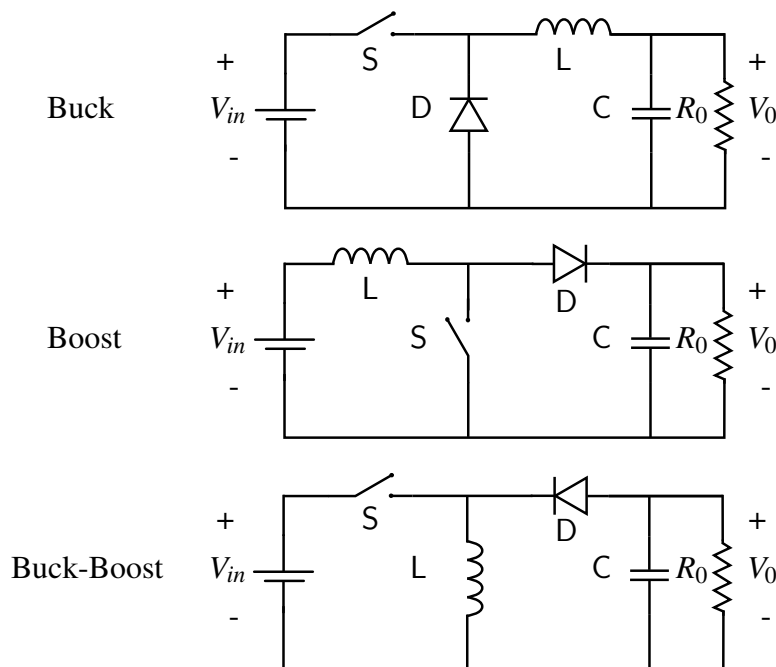 Buck
+
V_in
-
S
D
L
C
R_0
+
V_0
-
Boost
+
V_in
-
L
S
D
C
R_0
+
V_0
-
Buck-Boost
+
V_in
-
S
L
D
C
R_0
+
V_0
-